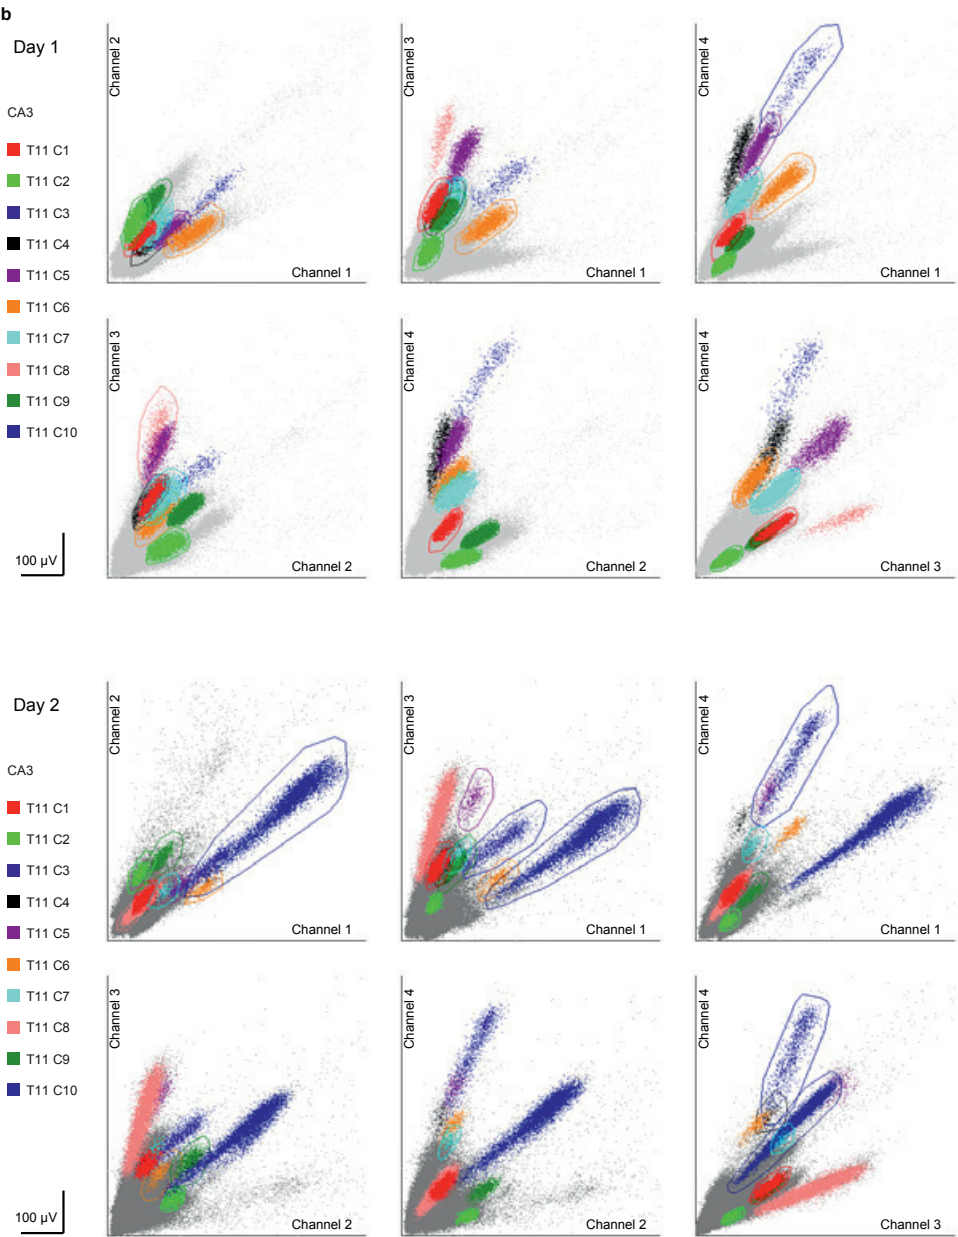 b
Day 1
CA3
T11 C1
T11 C2
T11 C3
T11 C4
T11 C5
T11 C6
T11 C7
T11 C8
T11 C9
T11 C10
100 µV
Channel 2
Channel 1
Channel 3
Channel 1
Channel 4
Channel 1
Channel 3
Channel 2
Channel 4
Channel 2
Channel 4
Channel 3
Day 2
CA3
T11 C1
T11 C2
T11 C3
T11 C4
T11 C5
T11 C6
T11 C7
T11 C8
T11 C9
T11 C10
100 µV
Channel 2
Channel 1
Channel 3
Channel 1
Channel 4
Channel 1
Channel 3
Channel 2
Channel 4
Channel 2
Channel 4
Channel 3